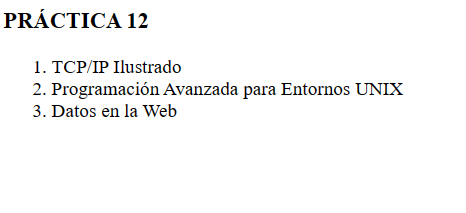 PRÁCTICA 12
1. TCP/IP Ilustrado
2. Programación Avanzada para Entornos UNIX
3. Datos en la Web